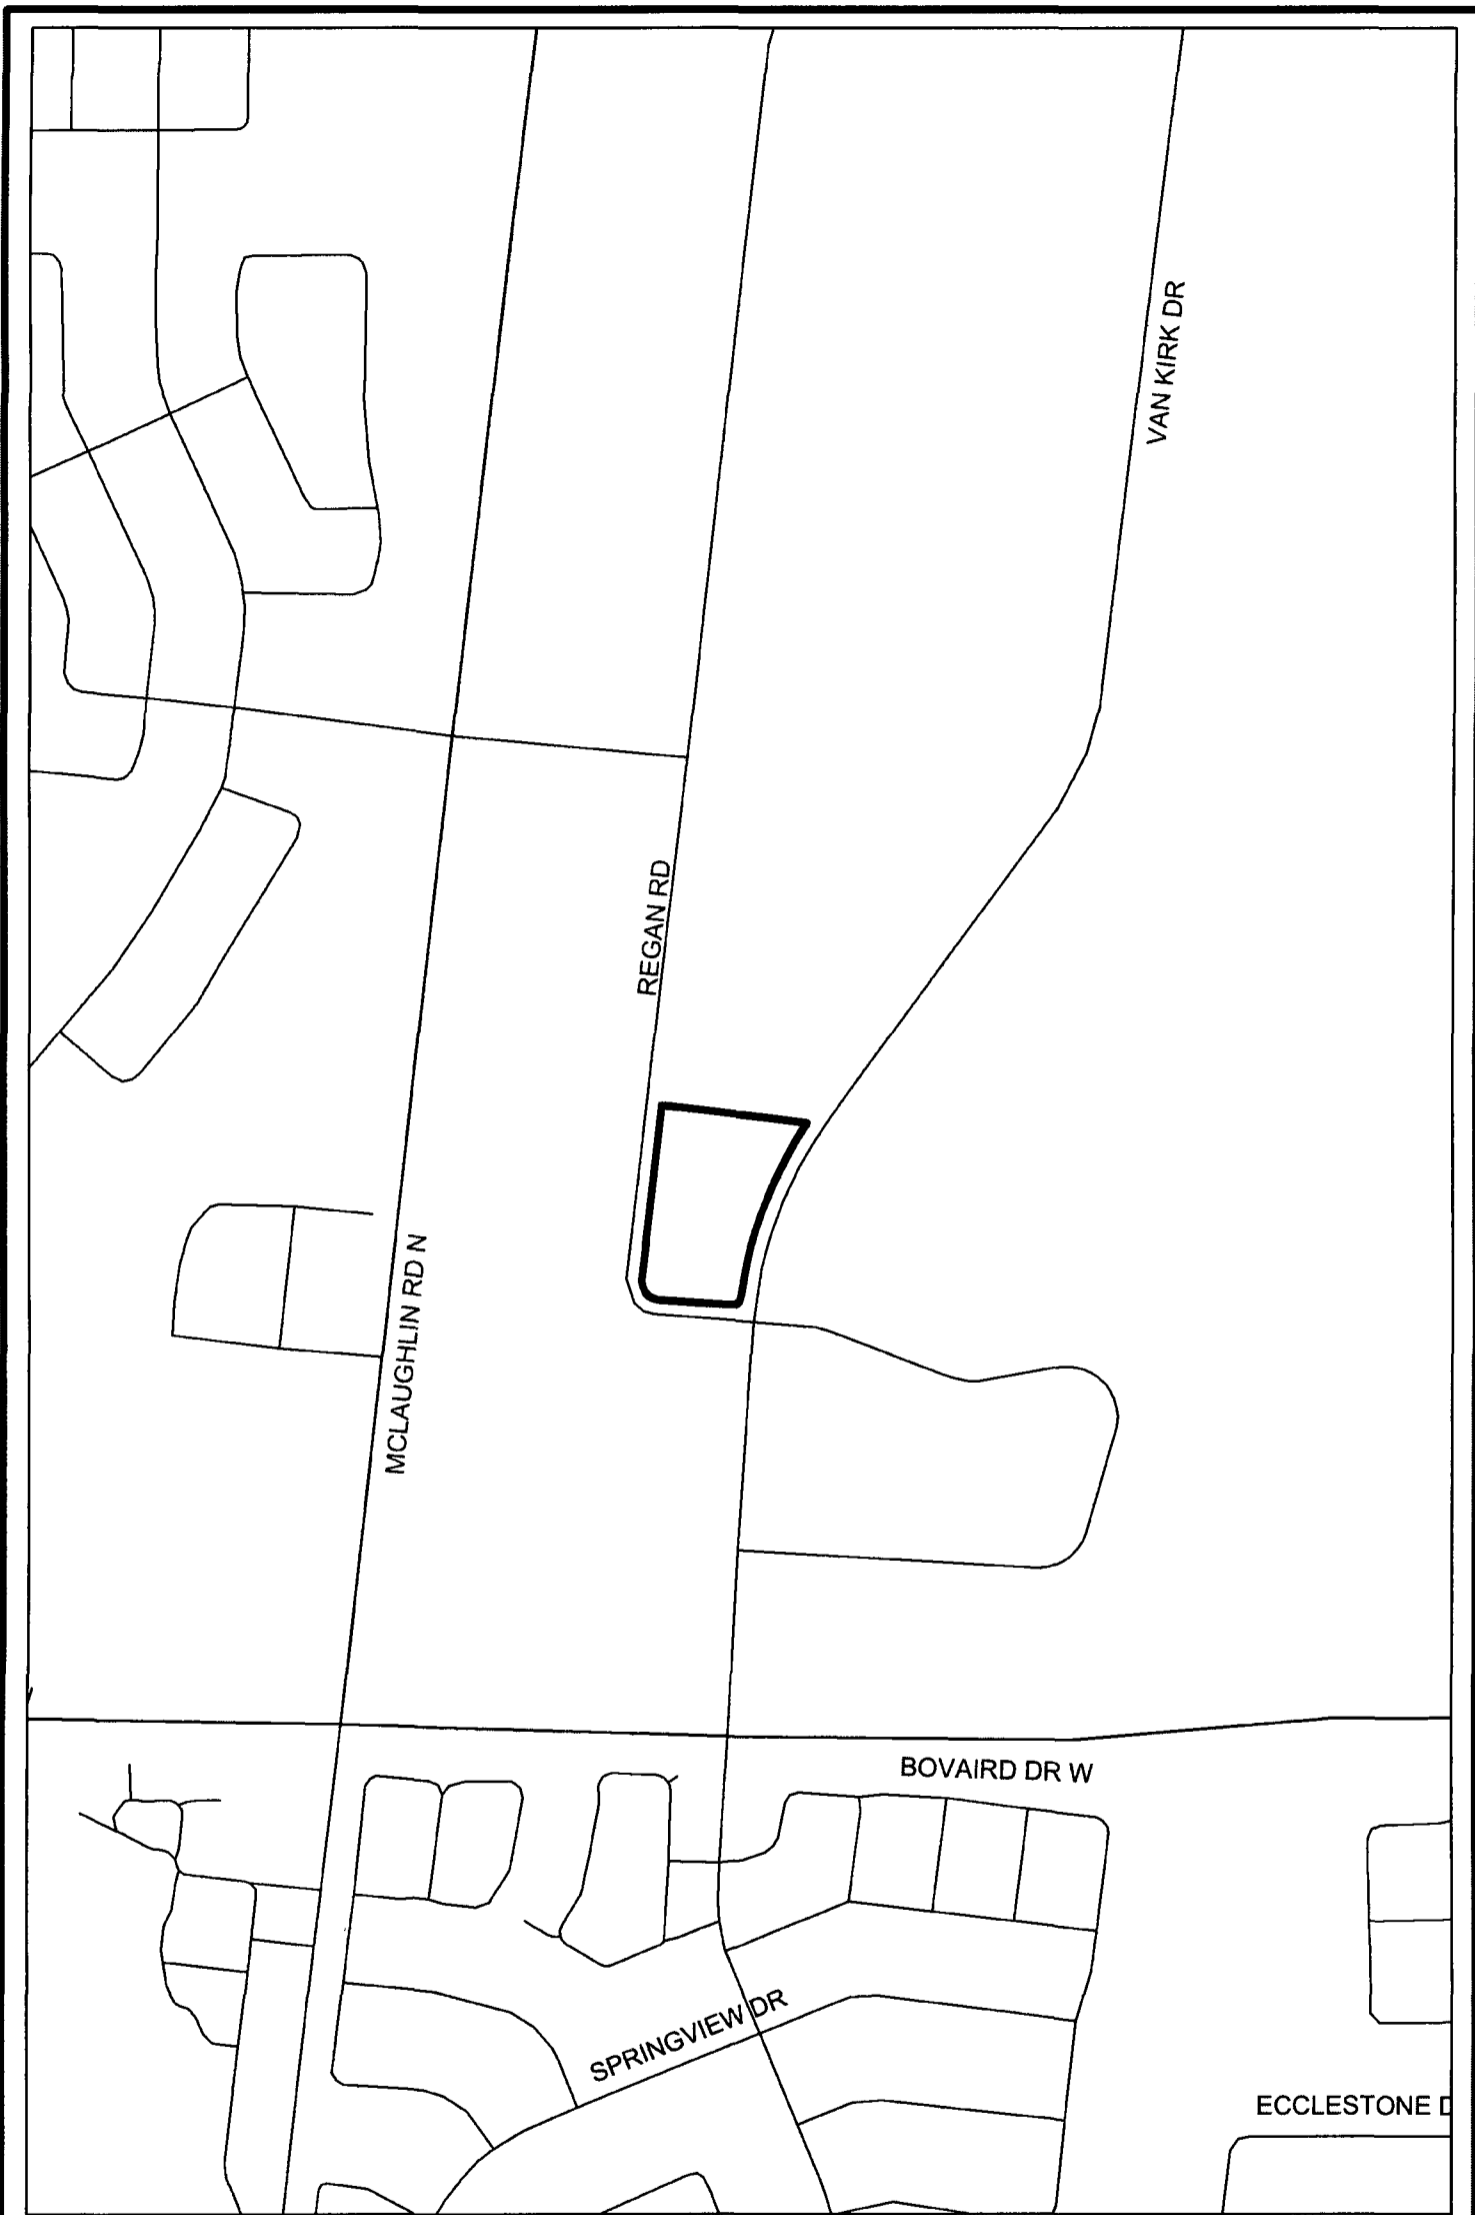 VAN KIRK DR
REGAN RD
MCLAUGHLIN RD N
BOVAIRD DR W
SPRINGVIEW DR
ECCLESTONE D